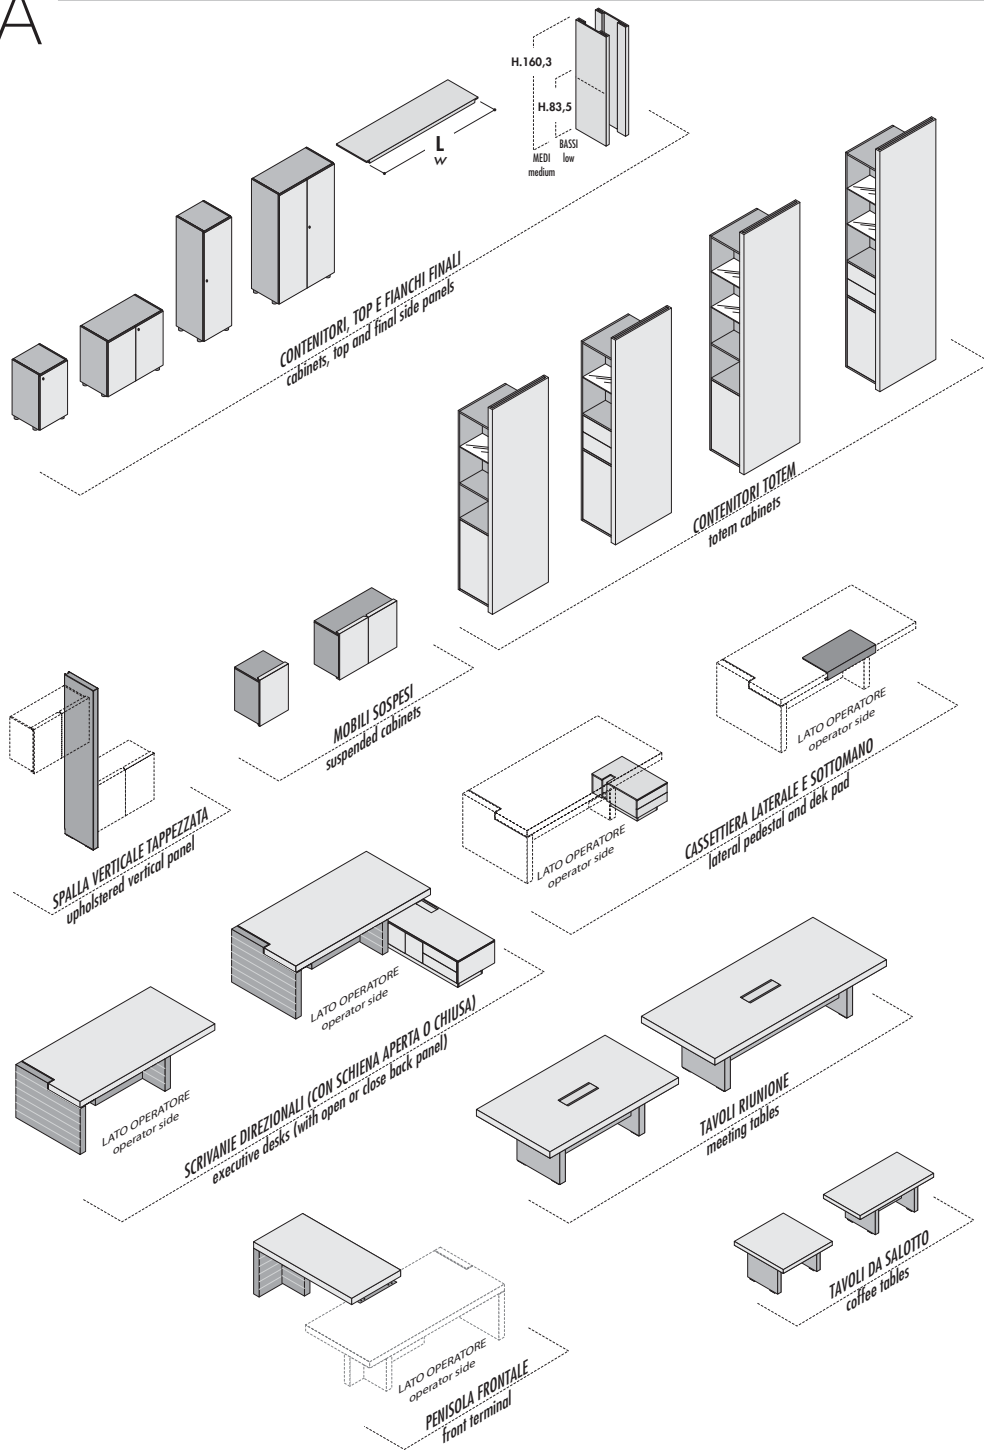 A
H.160,3
H.83,5
BASSI
low
MEDI
medium
L
w
CONTENITORI, TOP E FIANCHI FINALI
cabinets, top and final side panels
CONTENITORI TOTEM
totem cabinets
MOBILI SOSPESI
suspended cabinets
LATO OPERATORE
operator side
CASSETTIERA LATERALE E SOTTOMANO
lateral pedestal and dek pad
LATO OPERATORE
operator side
SPALLA VERTICALE TAPPEZZATA
upholstered vertical panel
LATO OPERATORE
operator side
LATO OPERATORE
operator side
SCRIVANIE DIREZIONALI (CON SCHIENA APERTA O CHIUSA)
executive desks (with open or close back panel)
TAVOLI RIUNIONE
meeting tables
TAVOLI DA SALOTTO
coffee tables
LATO OPERATORE
operator side
PENISOLA FRONTALE
front terminal